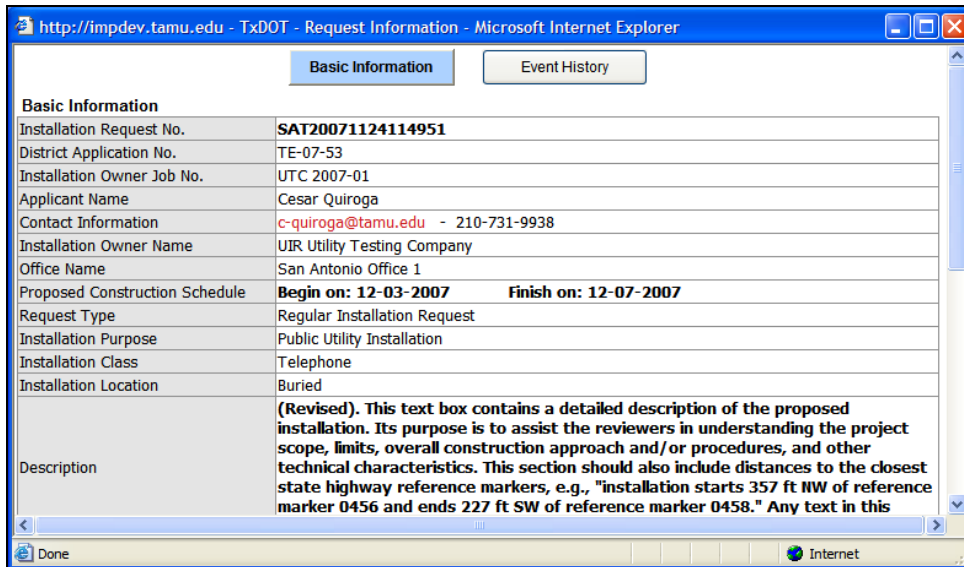 http://impdev.tamu.edu - TxDOT - Request Information - Microsoft Internet Explorer
Basic Information Event History
Basic Information
Installation Request No. SAT20071124114951
District Application No. TE-07-53
Installation Owner Job No. UTC 2007-01
Applicant Name Cesar Quiroga
Contact Information c-quiroga@tamu.edu - 210-731-9938
Installation Owner Name UIR Utility Testing Company
Office Name San Antonio Office 1
Proposed Construction Schedule Begin on: 12-03-2007 Finish on: 12-07-2007
Request Type Regular Installation Request
Installation Purpose Public Utility Installation
Installation Class Telephone
Installation Location Buried
Description
(Revised). This text box contains a detailed description of the proposed
installation. Its purpose is to assist the reviewers in understanding the project
scope, limits, overall construction approach and/or procedures, and other
technical characteristics. This section should also include distances to the closest
state highway reference markers, e.g., "installation starts 357 ft NW of reference
marker 0456 and ends 227 ft SW of reference marker 0458." Any text in this
Done Internet